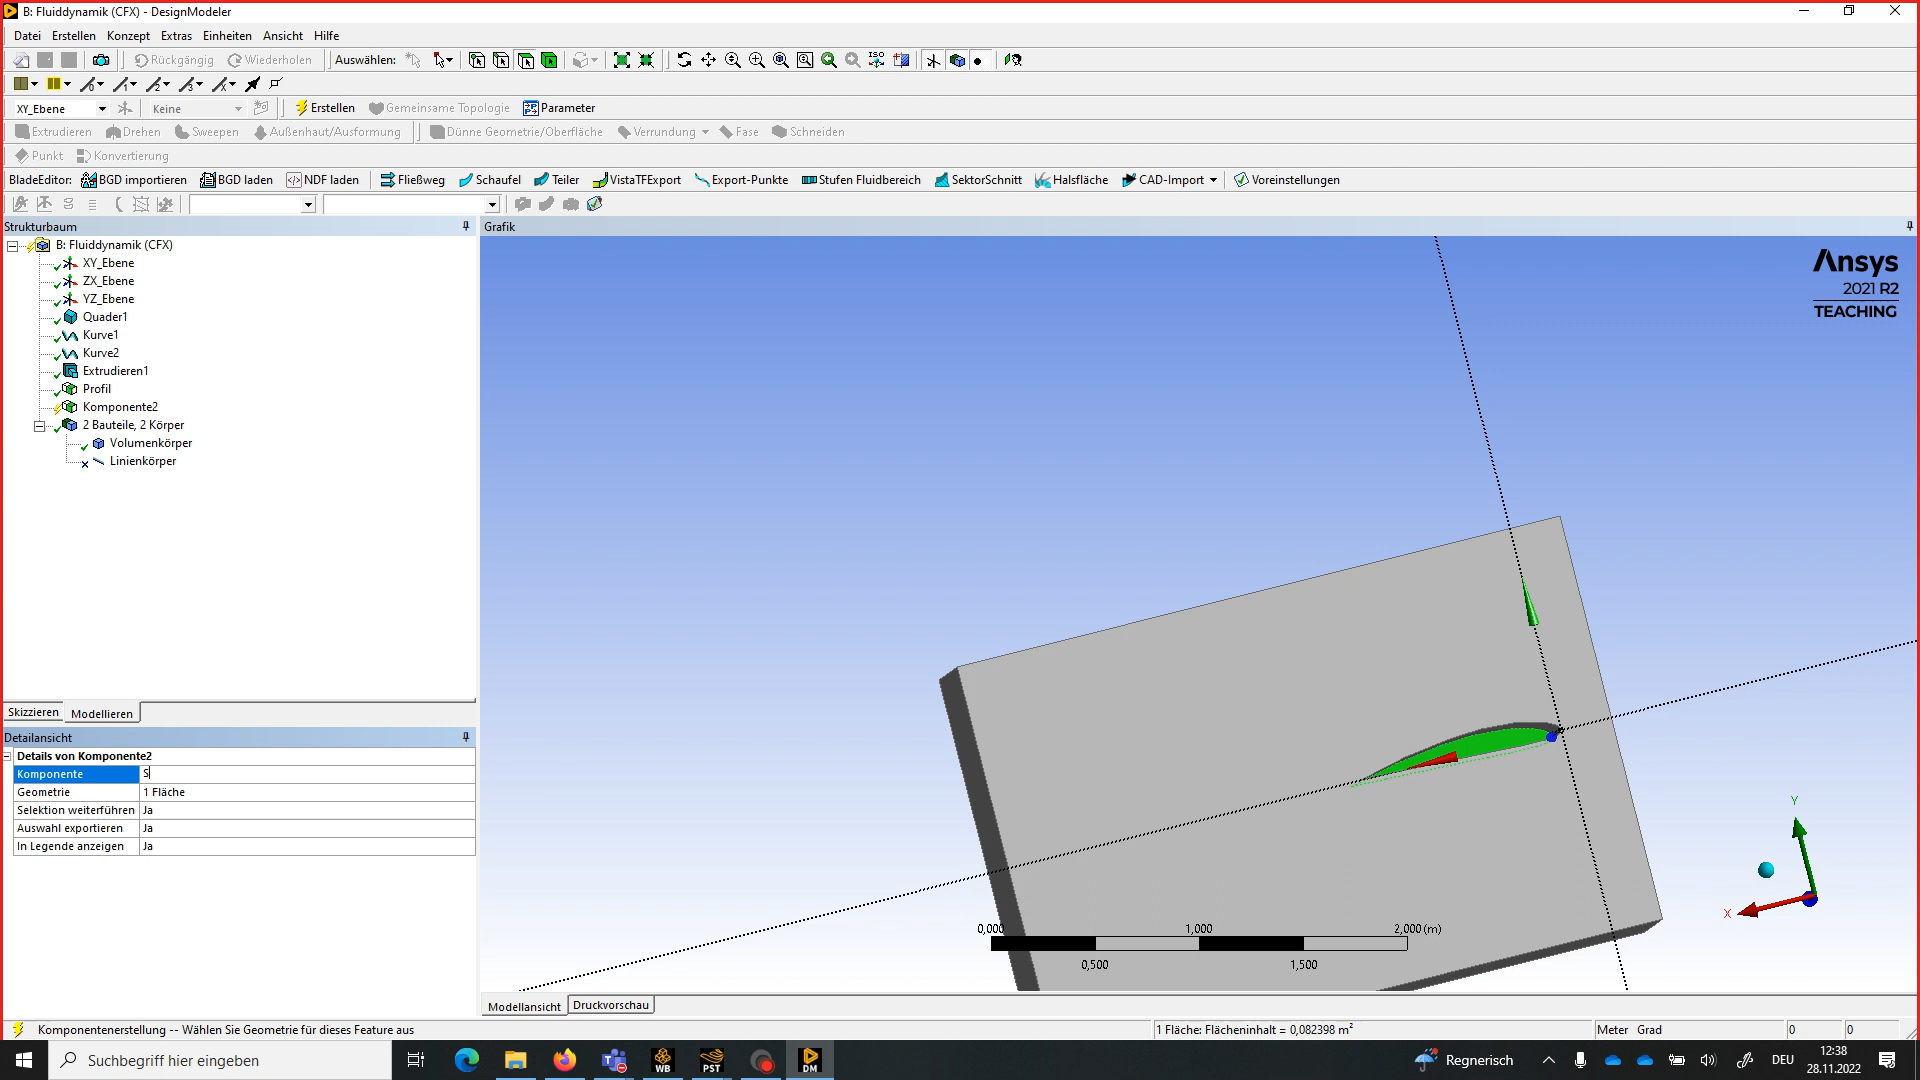 B: Fluiddynamik (CFX) - DesignModeler
Datei Erstellen Konzept Extras Einheiten Ansicht Hilfe
Rückgängig Wiederholen Auswählen: ISO
XY_Ebene Keine Erstellen Gemeinsame Topologie Parameter
Extrudieren Drehen Sweepen Außenhaut/Ausformung Dünne Geometrie/Oberfläche Verrundung Fase Schneiden
Punkt Konvertierung
BladeEditor: BGD importieren BGD laden NDF laden Fließweg Schaufel Teiler VistaTFExport Export-Punkte Stufen Fluidbereich SektorSchnitt Halsfläche CAD-Import Voreinstellungen
Strukturbaum
B: Fluiddynamik (CFX)
XY_Ebene
ZX_Ebene
YZ_Ebene
Quader1
Kurve1
Kurve2
Extrudieren1
Profil
Komponente2
2 Bauteile, 2 Körper
Volumenkörper
Linienkörper
Skizzieren Modellieren
Detailansicht
Details von Komponente2
Komponente S
Geometrie 1 Fläche
Selektion weiterführen Ja
Auswahl exportieren Ja
In Legende anzeigen Ja
Grafik
Ansys
2021 R2
TEACHING
Y
X
0,000 1,000 2,000 (m)
0,500 1,500
Modellansicht Druckvorschau
Komponentenerstellung -- Wählen Sie Geometrie für dieses Feature aus 1 Fläche: Flächeninhalt = 0,082398 m² Meter Grad 0 0
Suchbegriff hier eingeben WB PST DM Regnerisch DEU 12:38
28.11.2022